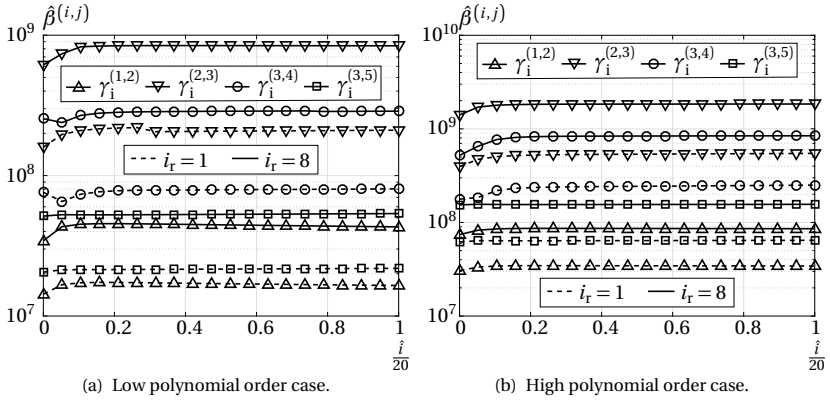 β̂^(i,j)
10^9
γ_i^(1,2) γ_i^(2,3) γ_i^(3,4) γ_i^(3,5)
i_r = 1 i_r = 8
10^8
10^7
0 0.2 0.4 0.6 0.8 1
î/20
(a) Low polynomial order case.
β̂^(i,j)
10^10
γ_i^(1,2) γ_i^(2,3) γ_i^(3,4) γ_i^(3,5)
10^9
10^8
i_r = 1 i_r = 8
10^7
0 0.2 0.4 0.6 0.8 1
î/20
(b) High polynomial order case.